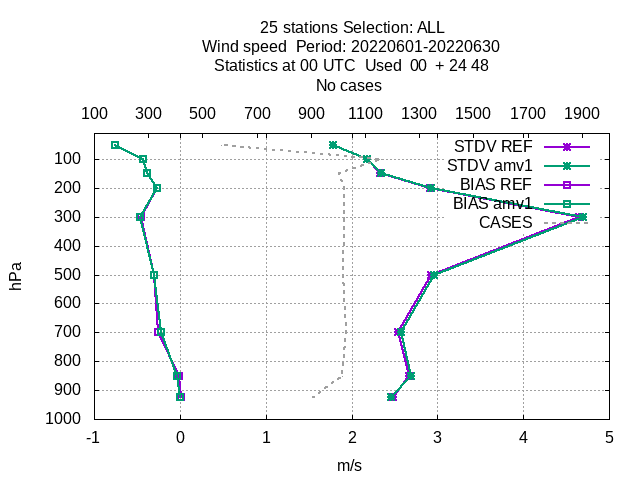 25 stations Selection: ALL
Wind speed  Period: 20220601-20220630
Statistics at 00 UTC  Used  00  + 24 48
No cases
100 300 500 700 900 1100 1300 1500 1700 1900
STDV REF
STDV amv1
BIAS REF
BIAS amv1
CASES
100
200
300
400
500
600
700
800
900
1000
hPa
-1 0 1 2 3 4 5
m/s